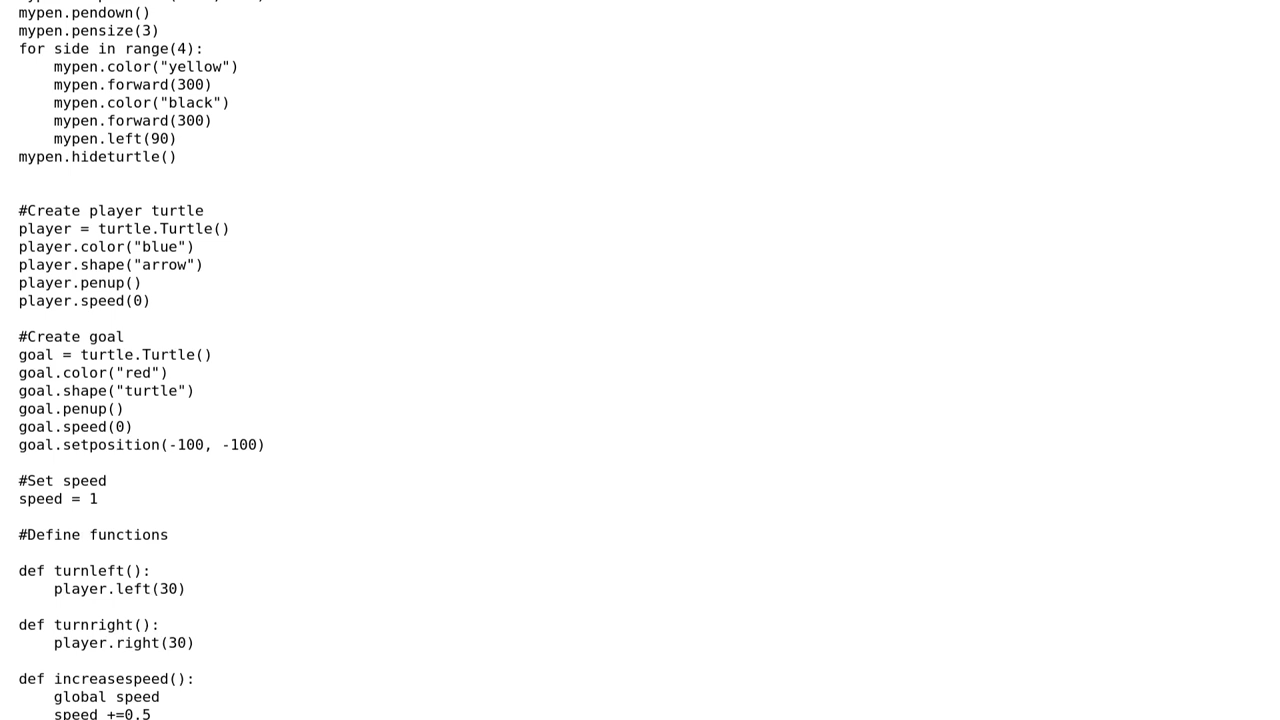 mypen.pendown()
mypen.pensize(3)
for side in range(4):
    mypen.color("yellow")
    mypen.forward(300)
    mypen.color("black")
    mypen.forward(300)
    mypen.left(90)
mypen.hideturtle()

#Create player turtle
player = turtle.Turtle()
player.color("blue")
player.shape("arrow")
player.penup()
player.speed(0)

#Create goal
goal = turtle.Turtle()
goal.color("red")
goal.shape("turtle")
goal.penup()
goal.speed(0)
goal.setposition(-100, -100)

#Set speed
speed = 1

#Define functions

def turnleft():
    player.left(30)

def turnright():
    player.right(30)

def increasespeed():
    global speed
    speed +=0.5